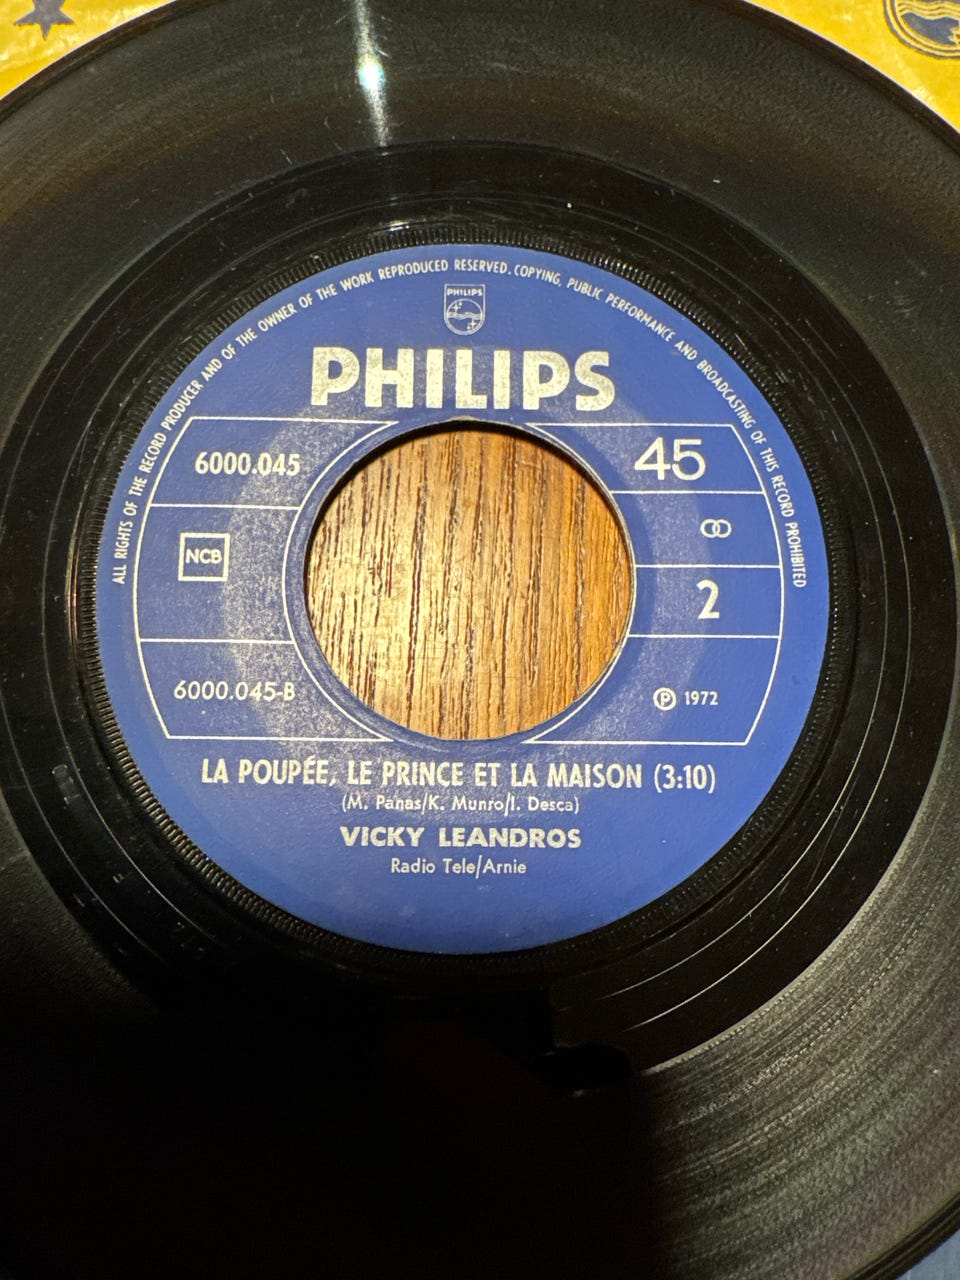 ALL RIGHTS OF THE RECORD PRODUCER AND OF THE OWNER OF THE WORK REPRODUCED RESERVED. COPYING, PUBLIC PERFORMANCE AND BROADCASTING OF THIS RECORD PROHIBITED
PHILIPS
PHILIPS
6000.045
45
NCB
2
6000.045-B
Ⓟ 1972
LA POUPÉE, LE PRINCE ET LA MAISON (3:10)
(M. Panas/K. Munro/I. Desca)
VICKY LEANDROS
Radio Tele/Arnie